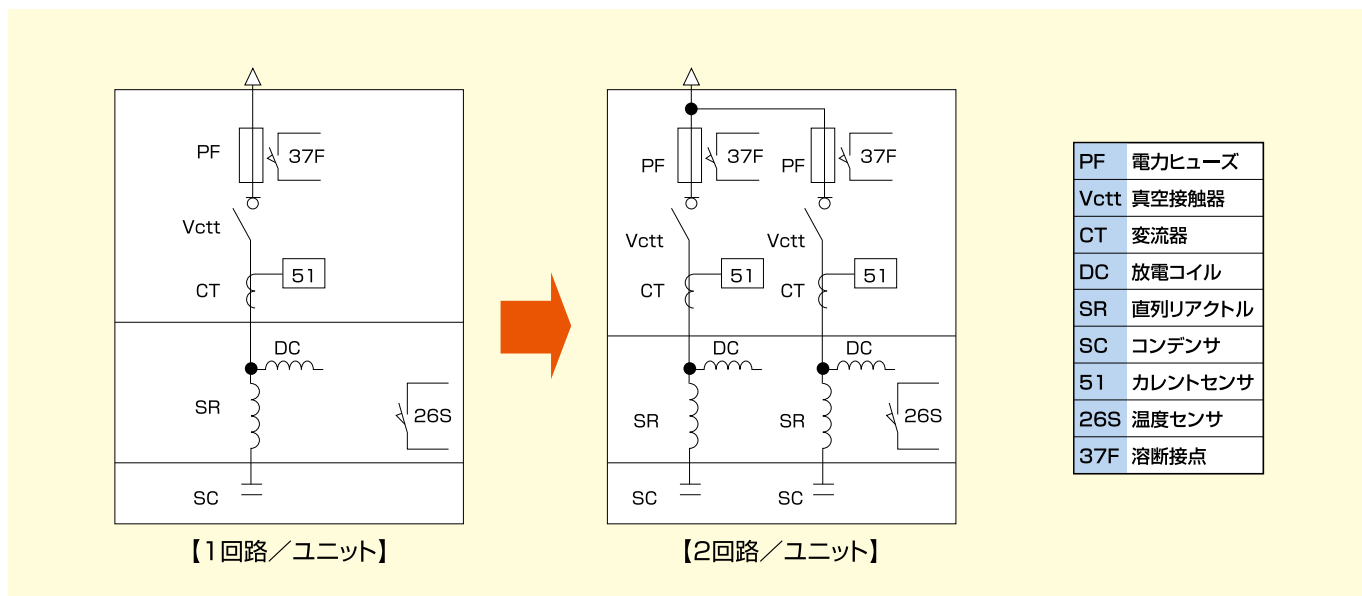 PF
37F
Vctt
51
CT
DC
SR
26S
SC
【1回路／ユニット】
PF
37F
PF
37F
Vctt
Vctt
51
51
CT
CT
DC
DC
SR
SR
26S
SC
SC
【2回路／ユニット】
PF 電力ヒューズ
Vctt 真空接触器
CT 変流器
DC 放電コイル
SR 直列リアクトル
SC コンデンサ
51 カレントセンサ
26S 温度センサ
37F 溶断接点